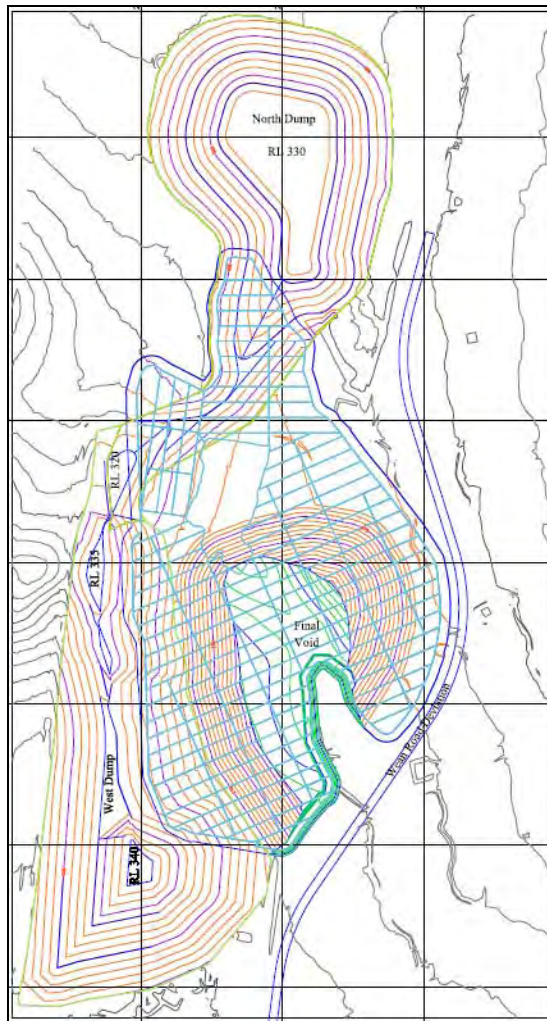 North Dump
RL 330
RL 320
RL 335
Final
Void
Wean Road Deviation
West Dump
RL 340